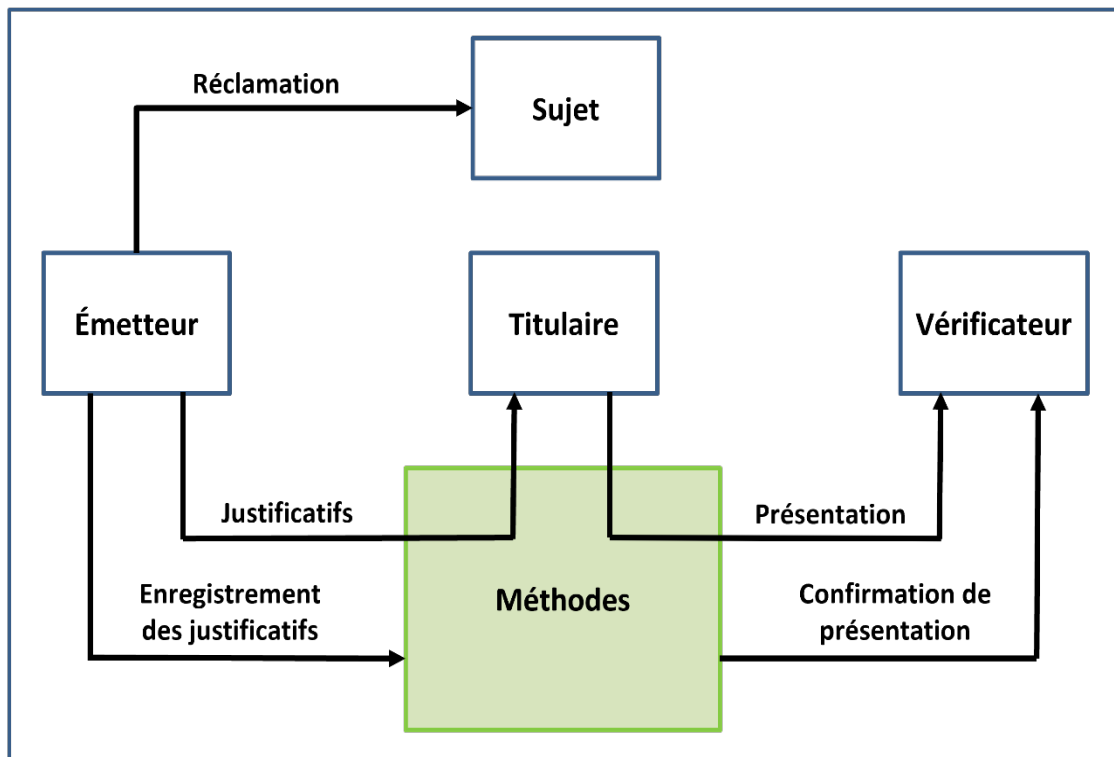 Réclamation
Sujet
Émetteur
Titulaire
Vérificateur
Justificatifs
Présentation
Enregistrement
des justificatifs
Méthodes
Confirmation de
présentation